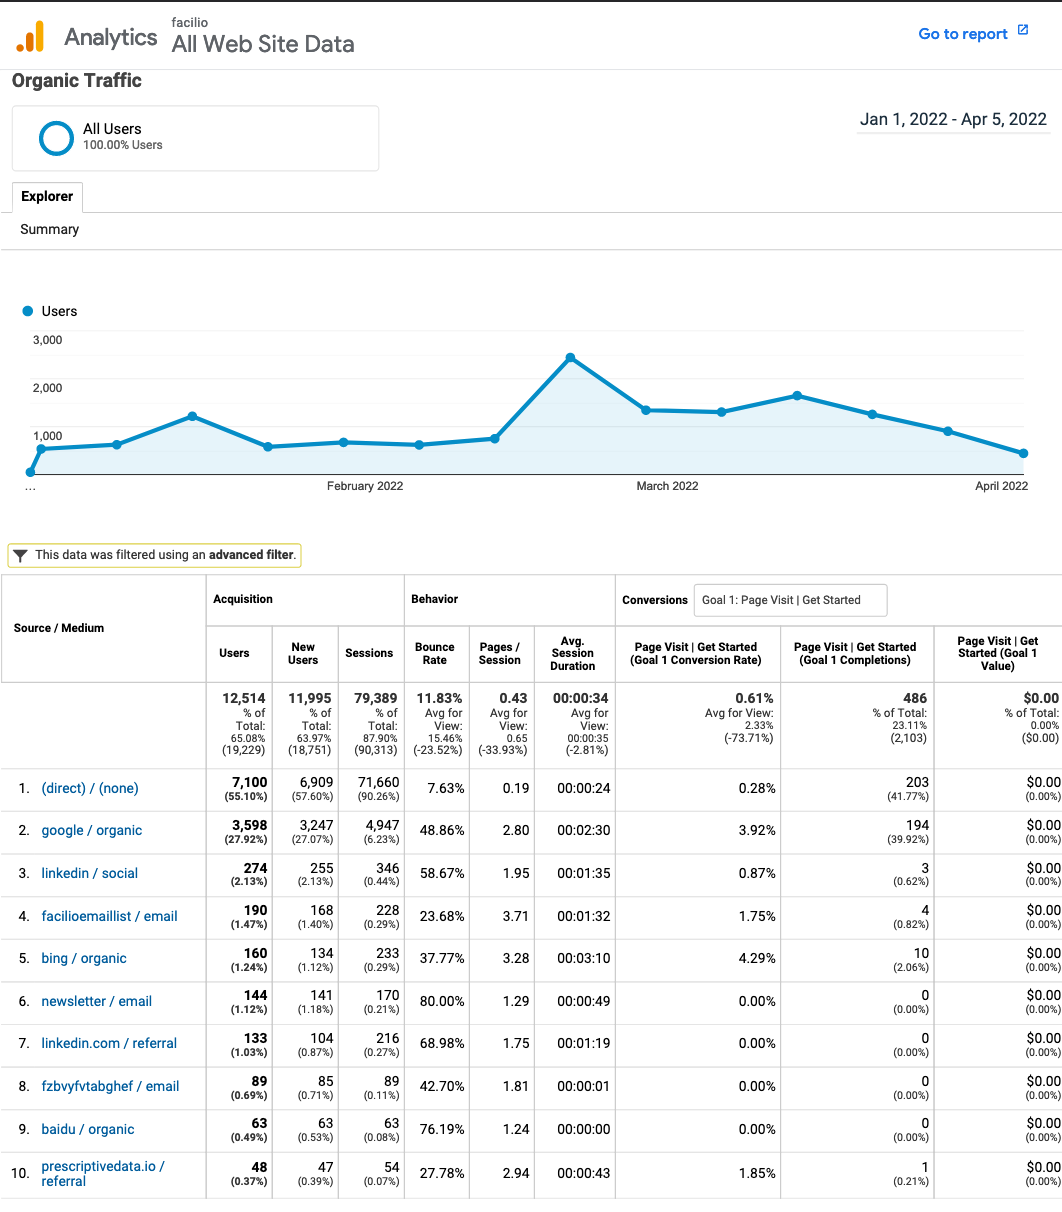 facilio
Analytics All Web Site Data
Go to report
Organic Traffic
All Users
100.00% Users
Jan 1, 2022 - Apr 5, 2022
Explorer
Summary
Users
3,000
2,000
1,000
...
February 2022
March 2022
April 2022
This data was filtered using an advanced filter.
Source / Medium
Acquisition
Behavior
Conversions Goal 1: Page Visit | Get Started
Users
New Users
Sessions
Bounce Rate
Pages / Session
Avg. Session Duration
Page Visit | Get Started (Goal 1 Conversion Rate)
Page Visit | Get Started (Goal 1 Completions)
Page Visit | Get Started (Goal 1 Value)
12,514 11,995 79,389 11.83% 0.43 00:00:34 0.61% 486 $0.00
% of Total: 65.08% (19,229)
% of Total: 63.97% (18,751)
% of Total: 87.90% (90,313)
Avg for View: 15.46% (-23.52%)
Avg for View: 0.65 (-33.93%)
Avg for View: 00:00:35 (-2.81%)
Avg for View: 2.33% (-73.71%)
% of Total: 23.11% (2,103)
% of Total: 0.00% ($0.00)
1. (direct) / (none) 7,100 6,909 71,660 7.63% 0.19 00:00:24 0.28% 203 $0.00
(55.10%) (57.60%) (90.26%) (41.77%) (0.00%)
2. google / organic 3,598 3,247 4,947 48.86% 2.80 00:02:30 3.92% 194 $0.00
(27.92%) (27.07%) (6.23%) (39.92%) (0.00%)
3. linkedin / social 274 255 346 58.67% 1.95 00:01:35 0.87% 3 $0.00
(2.13%) (2.13%) (0.44%) (0.62%) (0.00%)
4. facilioemaillist / email 190 168 228 23.68% 3.71 00:01:32 1.75% 4 $0.00
(1.47%) (1.40%) (0.29%) (0.82%) (0.00%)
5. bing / organic 160 134 233 37.77% 3.28 00:03:10 4.29% 10 $0.00
(1.24%) (1.12%) (0.29%) (2.06%) (0.00%)
6. newsletter / email 144 141 170 80.00% 1.29 00:00:49 0.00% 0 $0.00
(1.12%) (1.18%) (0.21%) (0.00%) (0.00%)
7. linkedin.com / referral 133 104 216 68.98% 1.75 00:01:19 0.00% 0 $0.00
(1.03%) (0.87%) (0.27%) (0.00%) (0.00%)
8. fzbvyfvtabghef / email 89 85 89 42.70% 1.81 00:00:01 0.00% 0 $0.00
(0.69%) (0.71%) (0.11%) (0.00%) (0.00%)
9. baidu / organic 63 63 63 76.19% 1.24 00:00:00 0.00% 0 $0.00
(0.49%) (0.53%) (0.08%) (0.00%) (0.00%)
10. prescriptivedata.io / referral 48 47 54 27.78% 2.94 00:00:43 1.85% 1 $0.00
(0.37%) (0.39%) (0.07%) (0.21%) (0.00%)